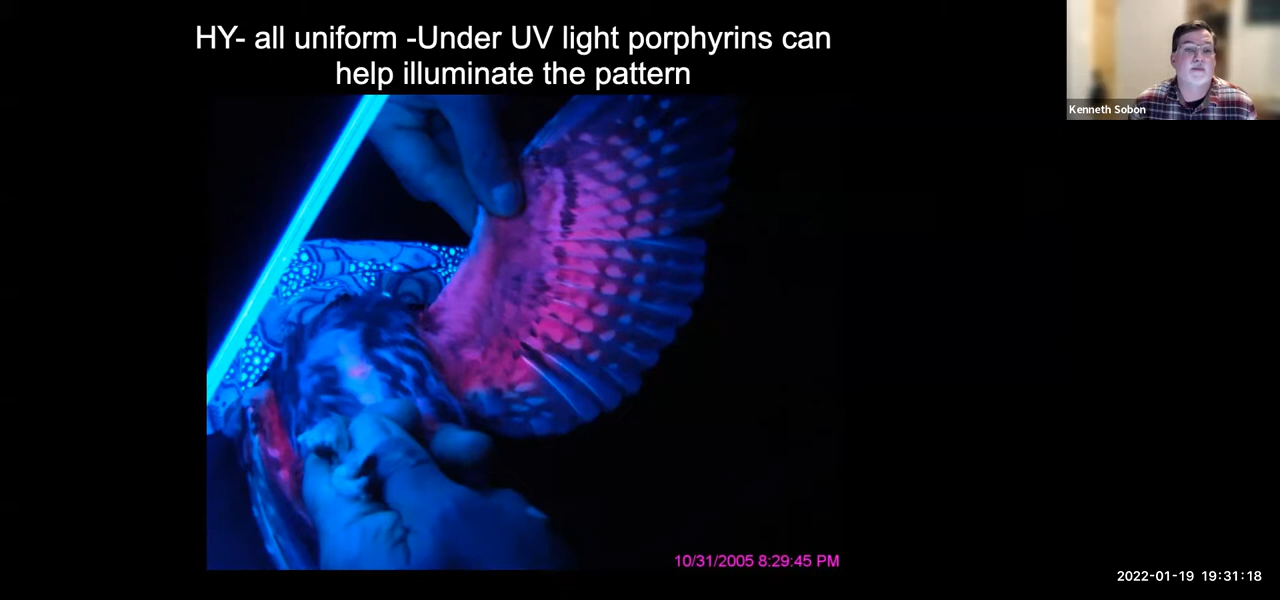 HY- all uniform -Under UV light porphyrins can
help illuminate the pattern
Kenneth Sobon
10/31/2005 8:29:45 PM
2022-01-19 19:31:18